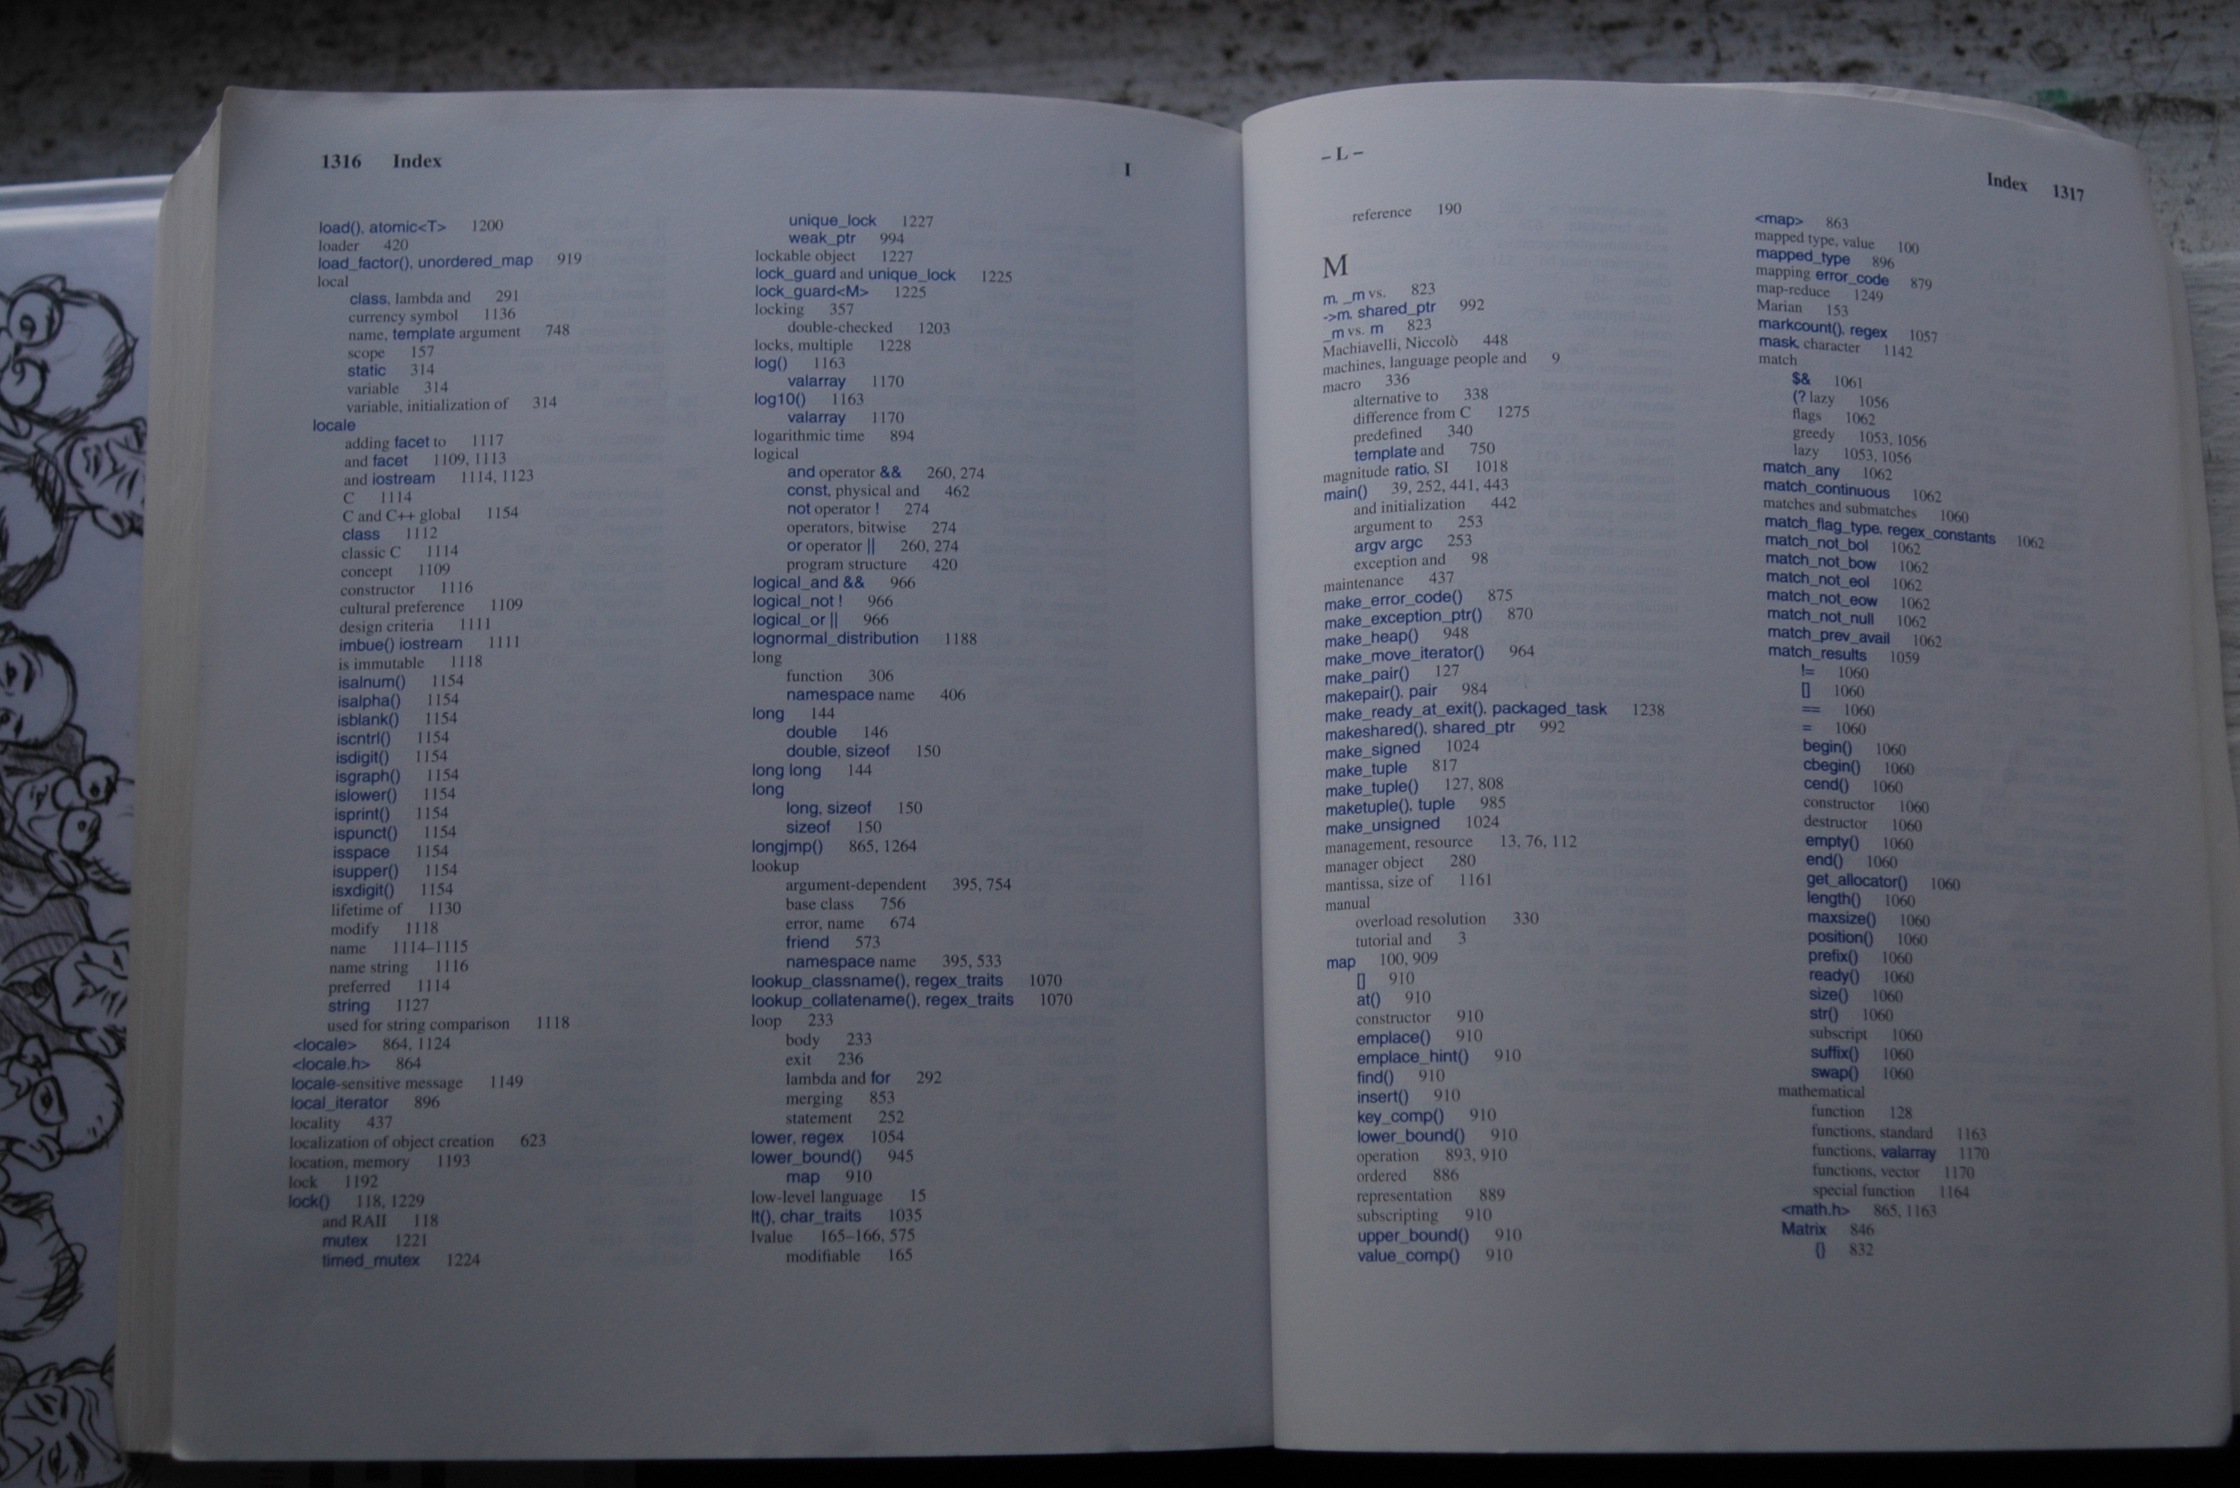 1316 Index
I
load(), atomic<T> 1200
loader 420
load_factor(), unordered_map 919
local
class, lambda and 291
currency symbol 1136
name, template argument 748
scope 157
static 314
variable 314
variable, initialization of 314
locale
adding facet to 1117
and facet 1109, 1113
and iostream 1114, 1123
C 1114
C and C++ global 1154
class 1112
classic C 1114
concept 1109
constructor 1116
cultural preference 1109
design criteria 1111
imbue() iostream 1111
is immutable 1118
isalnum() 1154
isalpha() 1154
isblank() 1154
iscntrl() 1154
isdigit() 1154
isgraph() 1154
islower() 1154
isprint() 1154
ispunct() 1154
isspace 1154
isupper() 1154
isxdigit() 1154
lifetime of 1130
modify 1118
name 1114–1115
name string 1116
preferred 1114
string 1127
used for string comparison 1118
<locale> 864, 1124
<locale.h> 864
locale-sensitive message 1149
local_iterator 896
locality 437
localization of object creation 623
location, memory 1193
lock 1192
lock() 118, 1229
and RAII 118
mutex 1221
timed_mutex 1224
unique_lock 1227
weak_ptr 994
lockable object 1227
lock_guard and unique_lock 1225
lock_guard<M> 1225
locking 357
double-checked 1203
locks, multiple 1228
log() 1163
valarray 1170
log10() 1163
valarray 1170
logarithmic time 894
logical
and operator && 260, 274
const, physical and 462
not operator ! 274
operators, bitwise 274
or operator || 260, 274
program structure 420
logical_and && 966
logical_not ! 966
logical_or || 966
lognormal_distribution 1188
long
function 306
namespace name 406
long 144
double 146
double, sizeof 150
long long 144
long
long, sizeof 150
sizeof 150
longjmp() 865, 1264
lookup
argument-dependent 395, 754
base class 756
error, name 674
friend 573
namespace name 395, 533
lookup_classname(), regex_traits 1070
lookup_collatename(), regex_traits 1070
loop 233
body 233
exit 236
lambda and for 292
merging 853
statement 252
lower, regex 1054
lower_bound() 945
map 910
low-level language 15
lt(), char_traits 1035
lvalue 165–166, 575
modifiable 165
– L –
Index 1317
reference 190
M
m, _m vs. 823
->m, shared_ptr 992
_m vs. m 823
Machiavelli, Niccolò 448
machines, language people and 9
macro 336
alternative to 338
difference from C 1275
predefined 340
template and 750
magnitude ratio, SI 1018
main() 39, 252, 441, 443
and initialization 442
argument to 253
argv argc 253
exception and 98
maintenance 437
make_error_code() 875
make_exception_ptr() 870
make_heap() 948
make_move_iterator() 964
make_pair() 127
makepair(), pair 984
make_ready_at_exit(), packaged_task 1238
makeshared(), shared_ptr 992
make_signed 1024
make_tuple 817
make_tuple() 127, 808
maketuple(), tuple 985
make_unsigned 1024
management, resource 13, 76, 112
manager object 280
mantissa, size of 1161
manual
overload resolution 330
tutorial and 3
map 100, 909
[] 910
at() 910
constructor 910
emplace() 910
emplace_hint() 910
find() 910
insert() 910
key_comp() 910
lower_bound() 910
operation 893, 910
ordered 886
representation 889
subscripting 910
upper_bound() 910
value_comp() 910
<map> 863
mapped type, value 100
mapped_type 896
mapping error_code 879
map-reduce 1249
Marian 153
markcount(), regex 1057
mask, character 1142
match
$& 1061
(? lazy 1056
flags 1062
greedy 1053, 1056
lazy 1053, 1056
match_any 1062
match_continuous 1062
matches and submatches 1060
match_flag_type, regex_constants 1062
match_not_bol 1062
match_not_bow 1062
match_not_eol 1062
match_not_eow 1062
match_not_null 1062
match_prev_avail 1062
match_results 1059
!= 1060
[] 1060
== 1060
= 1060
begin() 1060
cbegin() 1060
cend() 1060
constructor 1060
destructor 1060
empty() 1060
end() 1060
get_allocator() 1060
length() 1060
maxsize() 1060
position() 1060
prefix() 1060
ready() 1060
size() 1060
str() 1060
subscript 1060
suffix() 1060
swap() 1060
mathematical
function 128
functions, standard 1163
functions, valarray 1170
functions, vector 1170
special function 1164
<math.h> 865, 1163
Matrix 846
{} 832